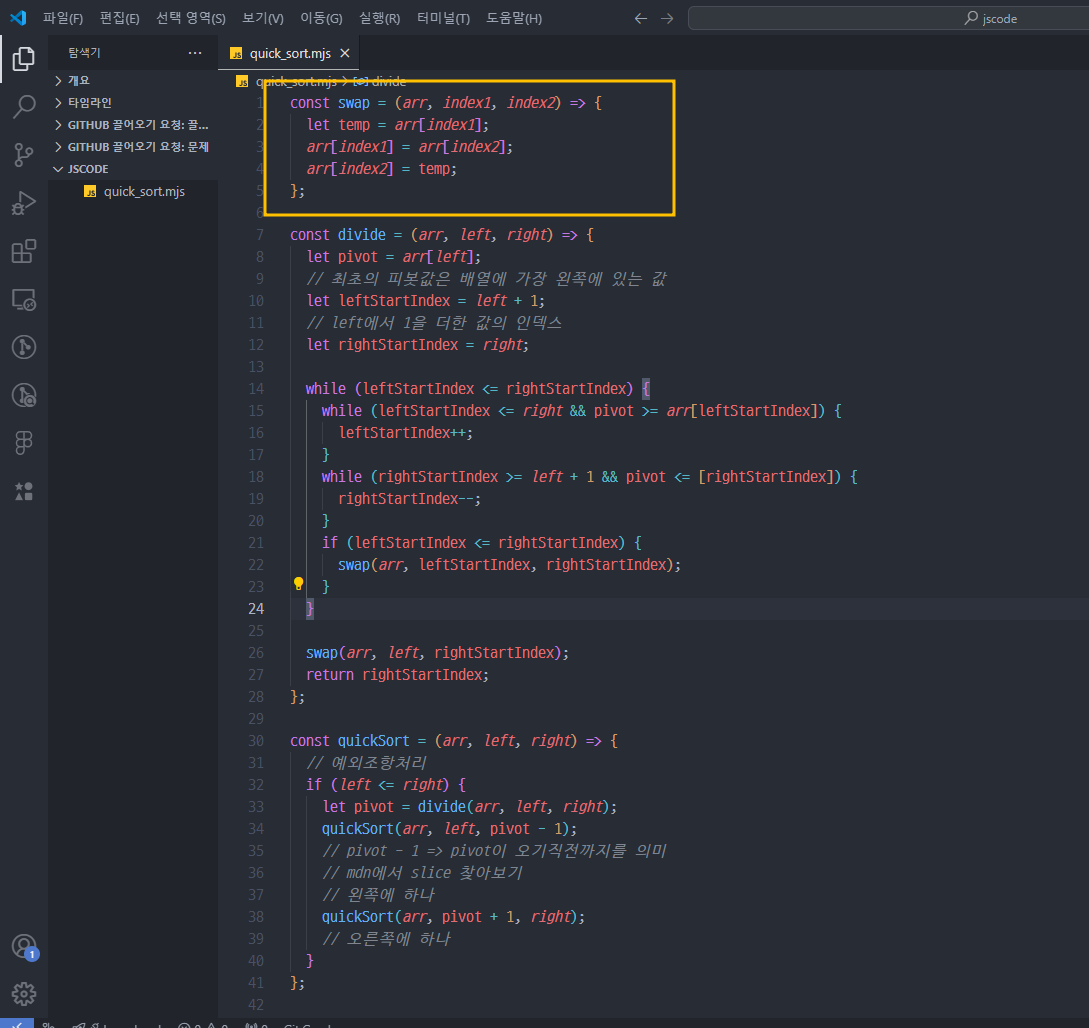 파일(F) 편집(E) 선택 영역(S) 보기(V) 이동(G) 실행(R) 터미널(T) 도움말(H) ← → jscode
탐색기 ···
quick_sort.mjs ×
quick_sort.mjs > divide
개요
타임라인
GITHUB 끌어오기 요청: 끌...
GITHUB 끌어오기 요청: 문제
JSCODE
quick_sort.mjs
1 const swap = (arr, index1, index2) => {
2 let temp = arr[index1];
3 arr[index1] = arr[index2];
4 arr[index2] = temp;
5 };
6
7 const divide = (arr, left, right) => {
8 let pivot = arr[left];
9 // 최초의 피봇값은 배열에 가장 왼쪽에 있는 값
10 let leftStartIndex = left + 1;
11 // left에서 1을 더한 값의 인덱스
12 let rightStartIndex = right;
13
14 while (leftStartIndex <= rightStartIndex) {
15 while (leftStartIndex <= right && pivot >= arr[leftStartIndex]) {
16 leftStartIndex++;
17 }
18 while (rightStartIndex >= left + 1 && pivot <= [rightStartIndex]) {
19 rightStartIndex--;
20 }
21 if (leftStartIndex <= rightStartIndex) {
22 swap(arr, leftStartIndex, rightStartIndex);
23 }
24 }
25
26 swap(arr, left, rightStartIndex);
27 return rightStartIndex;
28 };
29
30 const quickSort = (arr, left, right) => {
31 // 예외조항처리
32 if (left <= right) {
33 let pivot = divide(arr, left, right);
34 quickSort(arr, left, pivot - 1);
35 // pivot - 1 => pivot이 오기직전까지를 의미
36 // mdn에서 slice 찾아보기
37 // 왼쪽에 하나
38 quickSort(arr, pivot + 1, right);
39 // 오른쪽에 하나
40 }
41 };
42
1